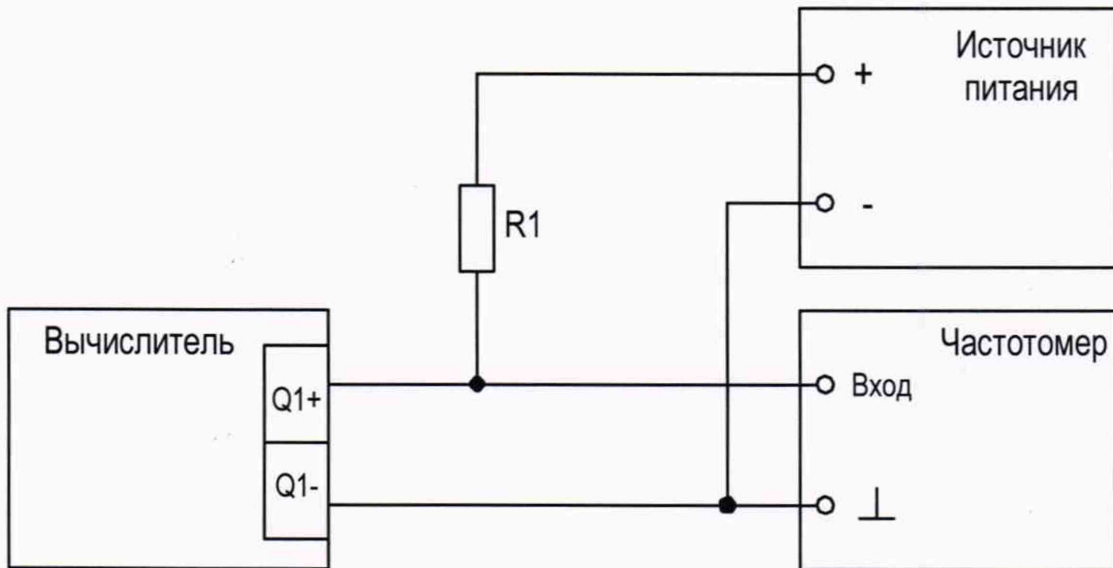 Источник
питания
+
-
R1
Вычислитель
Частотомер
Q1+
Вход
Q1-
⊥